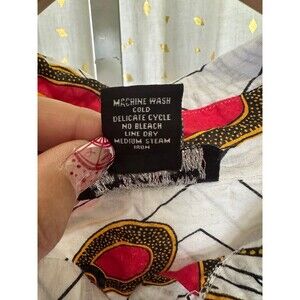 MACHINE WASH
COLD
DELICATE CYCLE
NO BLEACH
LINE DRY
MEDIUM STEAM
IRON